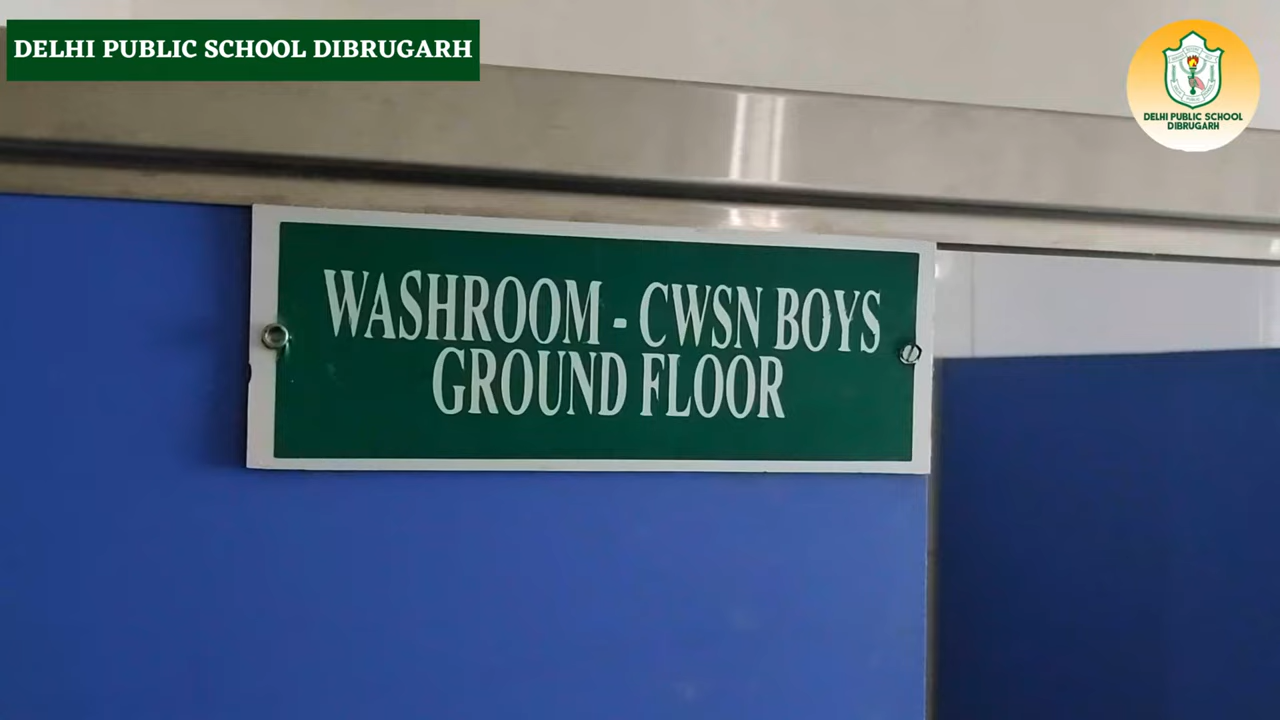 DELHI PUBLIC SCHOOL DIBRUGARH
DELHI PUBLIC SCHOOL
DIBRUGARH
WASHROOM - CWSN BOYS
GROUND FLOOR